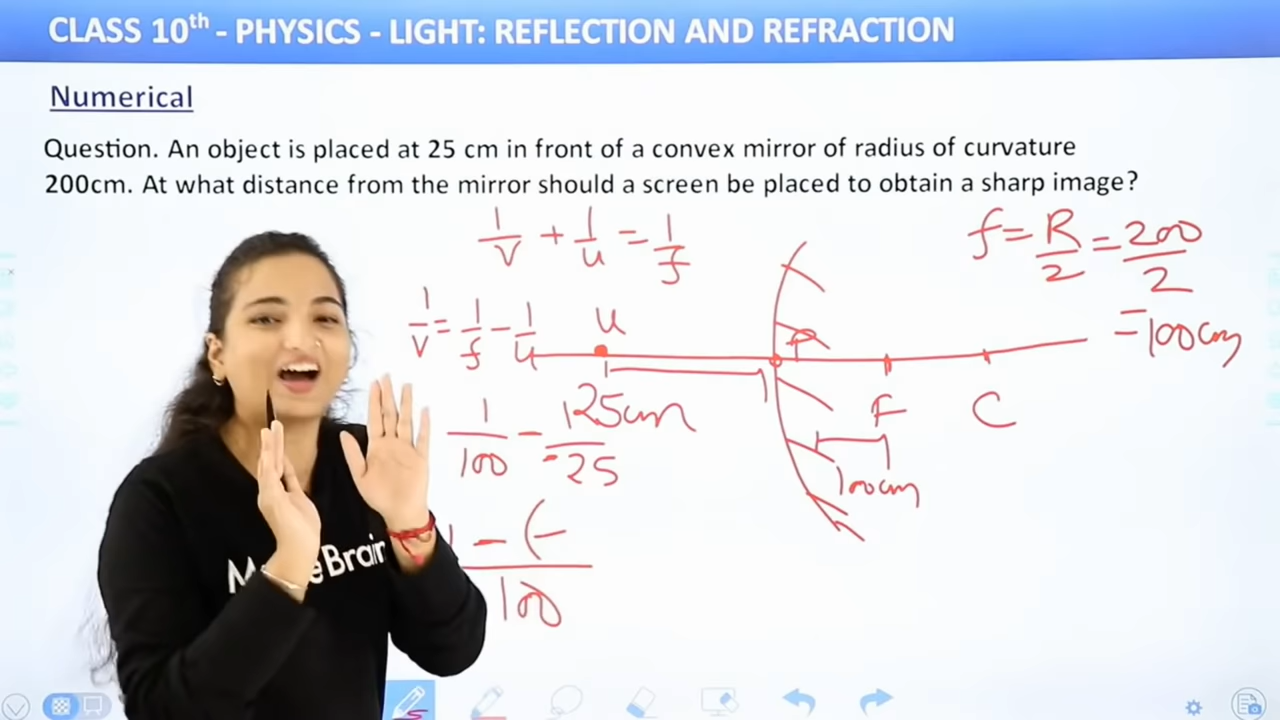 CLASS 10th - PHYSICS - LIGHT: REFLECTION AND REFRACTION
Numerical
Question. An object is placed at 25 cm in front of a convex mirror of radius of curvature
200cm. At what distance from the mirror should a screen be placed to obtain a sharp image?
1/v + 1/u = 1/f
f = R/2 = 200/2
= 100cm
1/v = 1/f - 1/u
u
P
F
C
25cm
1/100 - 1/-25
100cm
1 - (-
100